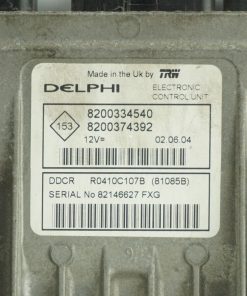 Made in the Uk by TRW
DELPHI ELECTRONIC CONTROL UNIT
153
8200334540
8200374392
12V= 02.06.04
DDCR R0410C107B (81085B)
SERIAL No 82146627 FXG